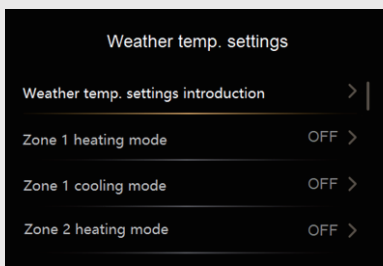 Weather temp. settings
Weather temp. settings introduction
Zone 1 heating mode OFF
Zone 1 cooling mode OFF
Zone 2 heating mode OFF